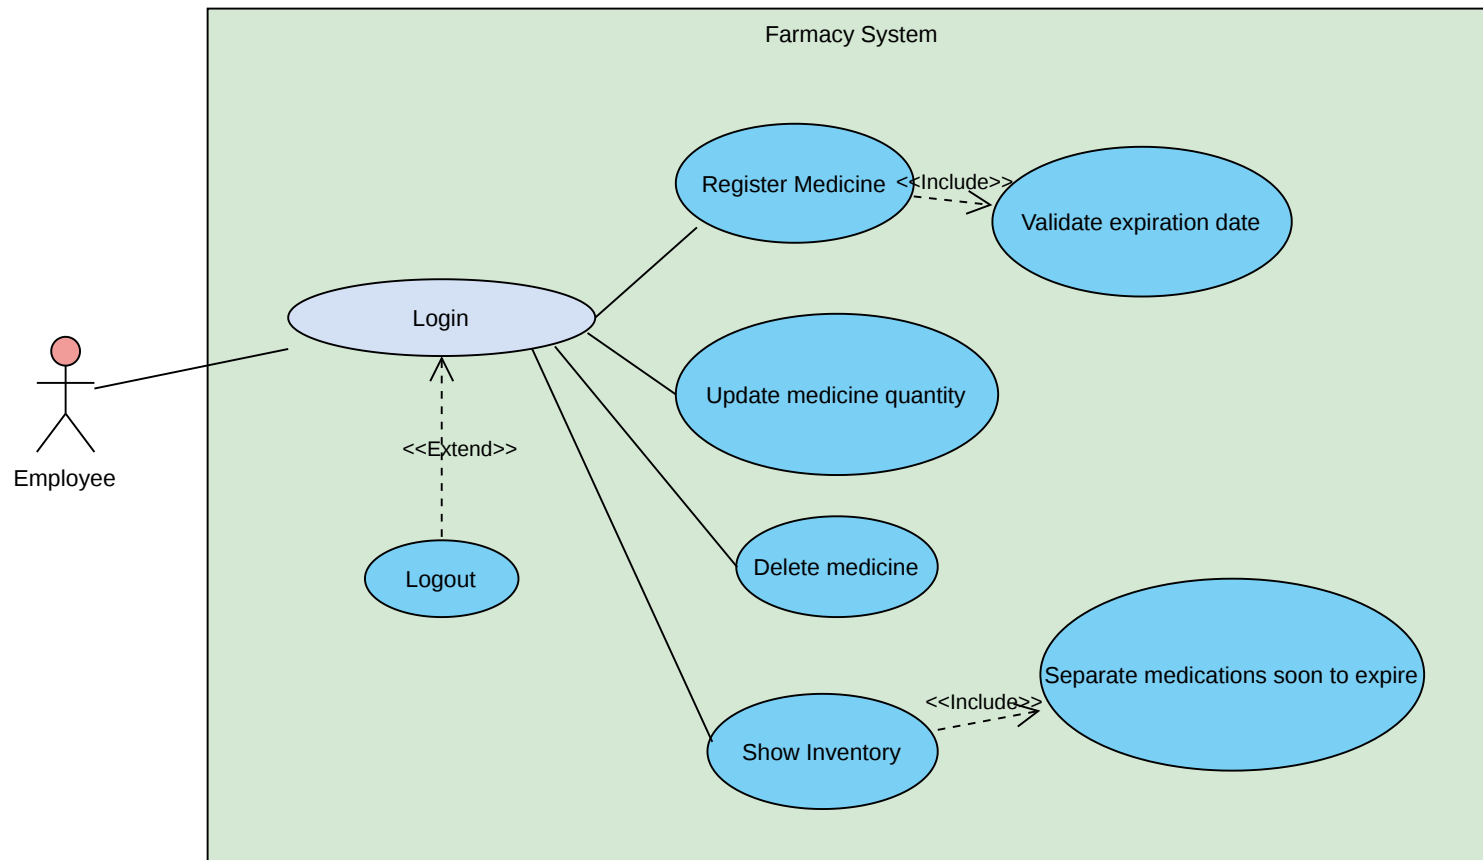 Farmacy System
Register Medicine
<<Include>>
Validate expiration date
Login
Update medicine quantity
<<Extend>>
Employee
Logout
Delete medicine
Separate medications soon to expire
<<Include>>
Show Inventory